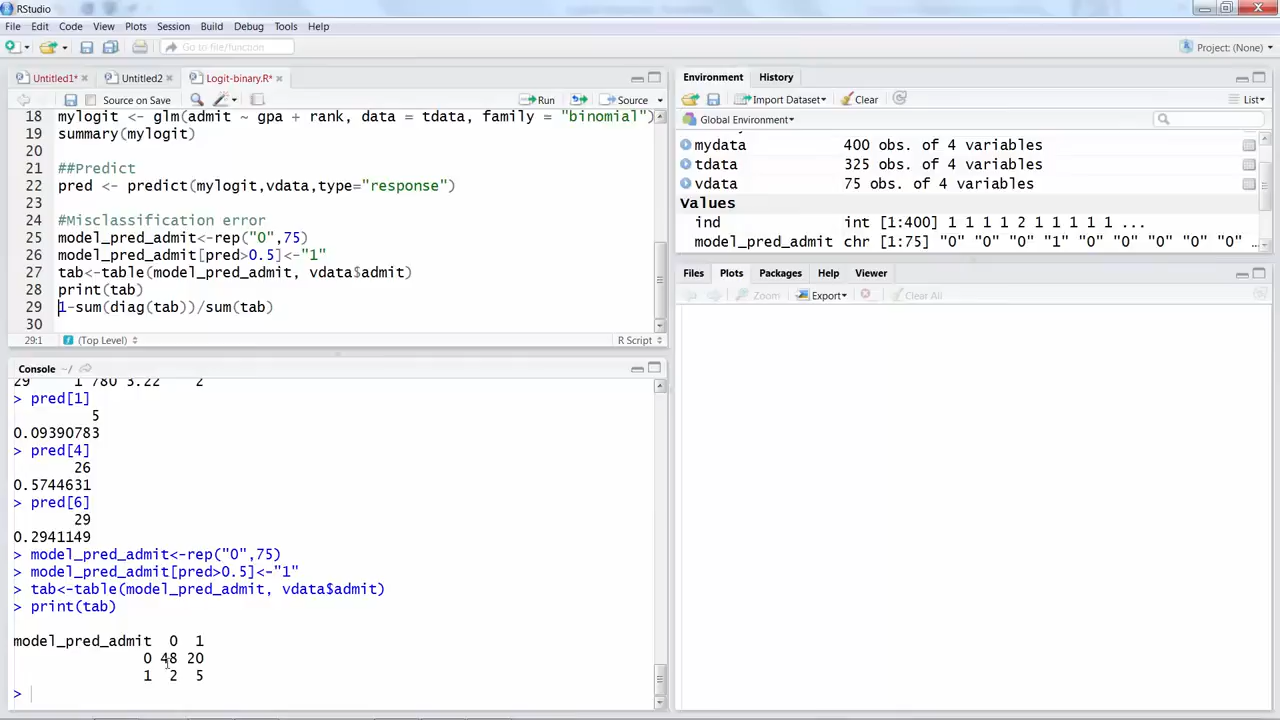 RStudio
File Edit Code View Plots Session Build Debug Tools Help
Go to file/function
Project: (None)
Untitled1*
Untitled2
Logit-binary.R*
Source on Save
Run
Source
18 mylogit <- glm(admit ~ gpa + rank, data = tdata, family = "binomial")
19 summary(mylogit)
20
21 ##Predict
22 pred <- predict(mylogit,vdata,type="response")
23
24 #Misclassification error
25 model_pred_admit<-rep("0",75)
26 model_pred_admit[pred>0.5]<-"1"
27 tab<-table(model_pred_admit, vdata$admit)
28 print(tab)
29 1-sum(diag(tab))/sum(tab)
30
29:1 (Top Level) R Script
Console ~/
29 1 780 3.22 2
> pred[1]
5
0.09390783
> pred[4]
26
0.5744631
> pred[6]
29
0.2941149
> model_pred_admit<-rep("0",75)
> model_pred_admit[pred>0.5]<-"1"
> tab<-table(model_pred_admit, vdata$admit)
> print(tab)
model_pred_admit 0 1
0 48 20
1 2 5
>
Environment History
Import Dataset Clear List
Global Environment
mydata 400 obs. of 4 variables
tdata 325 obs. of 4 variables
vdata 75 obs. of 4 variables
Values
ind int [1:400] 1 1 1 1 2 1 1 1 1 1 ...
model_pred_admit chr [1:75] "0" "0" "0" "1" "0" "0" "0" "0" "0" ...
Files Plots Packages Help Viewer
Zoom Export Clear All